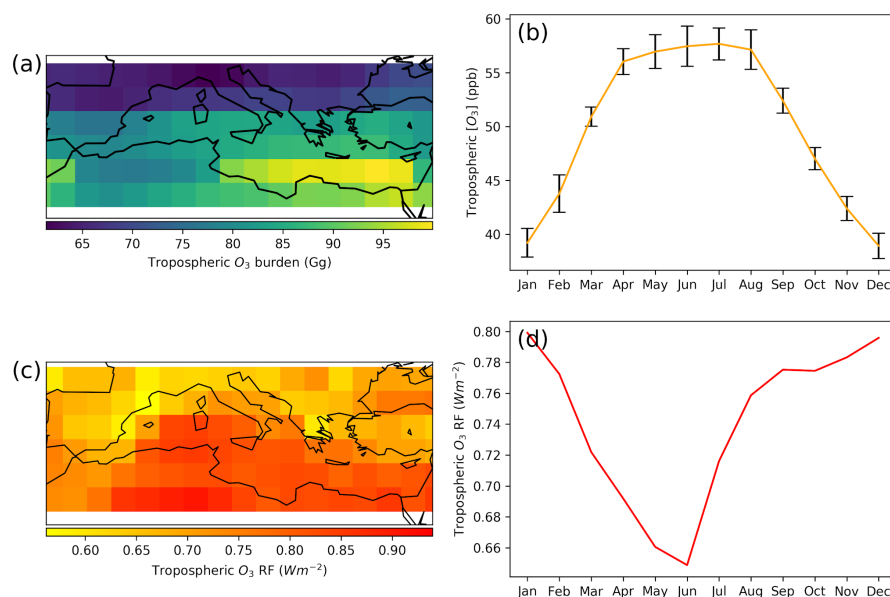 (a)
65 70 75 80 85 90 95
Tropospheric O3 burden (Gg)
(b)
Tropospheric [O3] (ppb)
60
55
50
45
40
Jan Feb Mar Apr May Jun Jul Aug Sep Oct Nov Dec
(c)
0.60 0.65 0.70 0.75 0.80 0.85 0.90
Tropospheric O3 RF (Wm−2)
(d)
Tropospheric O3 RF (Wm−2)
0.80
0.78
0.76
0.74
0.72
0.70
0.68
0.66
Jan Feb Mar Apr May Jun Jul Aug Sep Oct Nov Dec